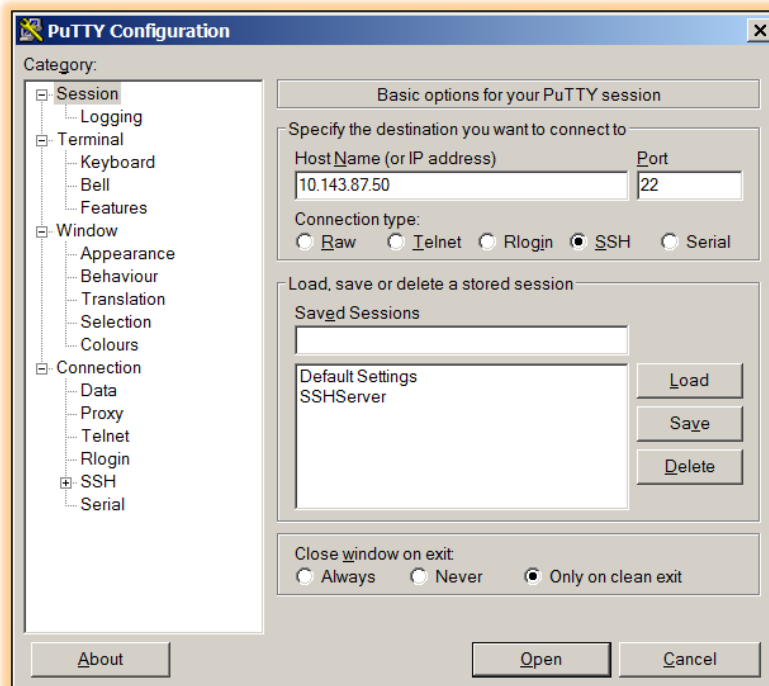 PuTTY Configuration
Category:
Session
Logging
Terminal
Keyboard
Bell
Features
Window
Appearance
Behaviour
Translation
Selection
Colours
Connection
Data
Proxy
Telnet
Rlogin
SSH
Serial
Basic options for your PuTTY session
Specify the destination you want to connect to
Host Name (or IP address) Port
10.143.87.50 22
Connection type:
Raw Telnet Rlogin SSH Serial
Load, save or delete a stored session
Saved Sessions
Default Settings
SSHServer
Load
Save
Delete
Close window on exit:
Always Never Only on clean exit
About Open Cancel